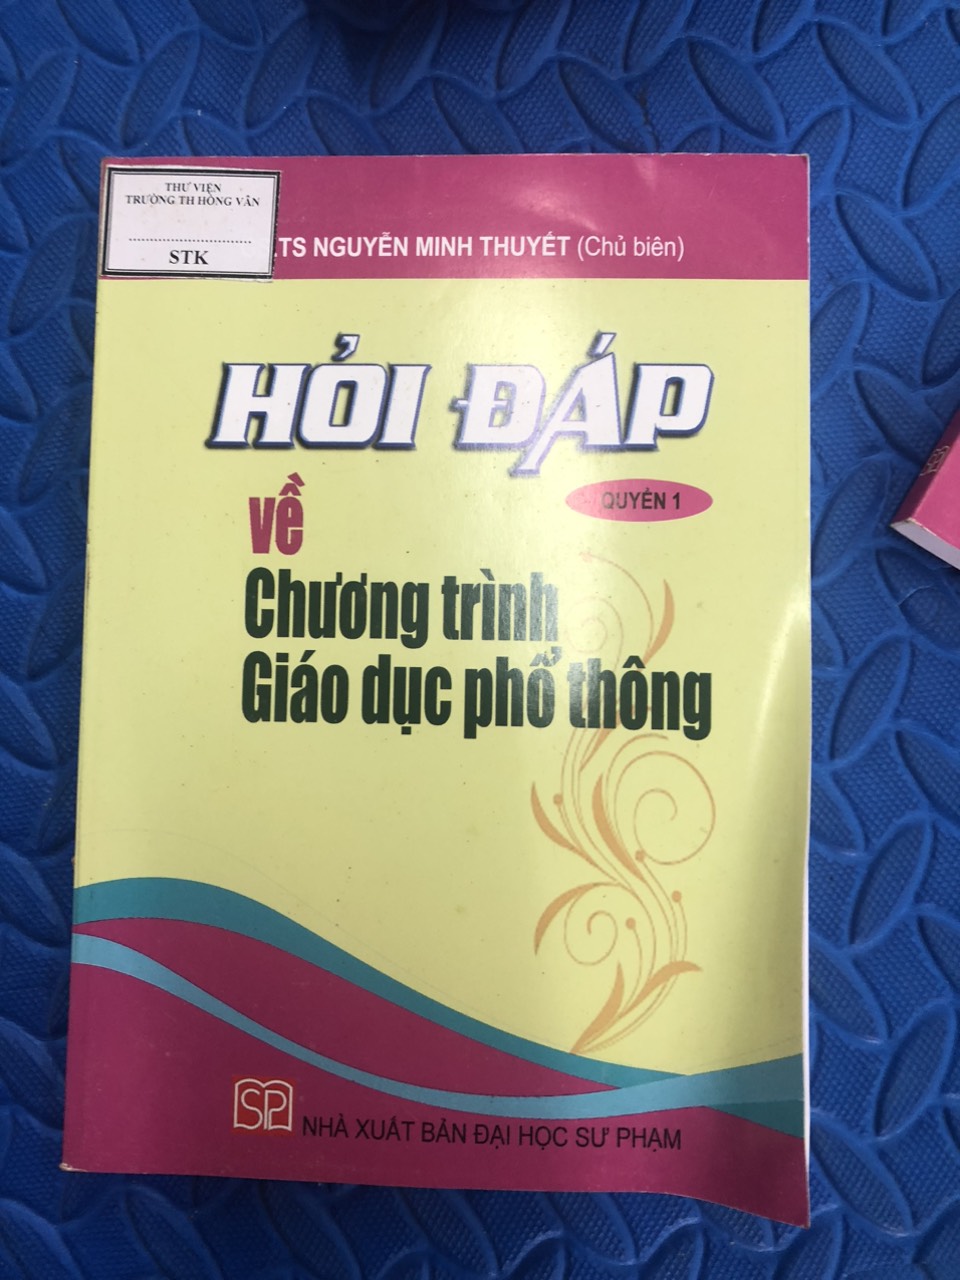 THƯ VIỆN
TRƯỜNG TH HỒNG VÂN
................................
STK
.TS NGUYỄN MINH THUYẾT (Chủ biên)
HỎI ĐÁP
QUYỂN 1
về
Chương trình
Giáo dục phổ thông
SP
NHÀ XUẤT BẢN ĐẠI HỌC SƯ PHẠM